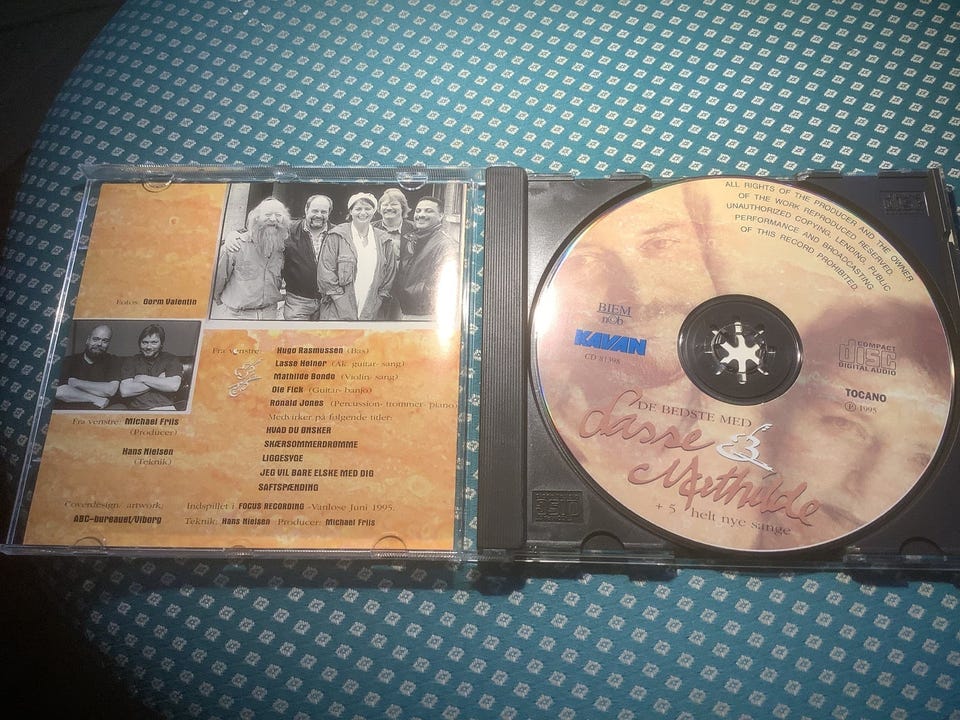 Fotos: Gorm Valentin
Fra venstre: Hugo Rasmussen (Bas)
Lasse Helner (Ak. guitar- sang)
Mathilde Bondo (Violin- sang)
Ole Fick (Guitar- banjo)
Ronald Jones (Percussion- trommer- piano)
Medvirker på følgende titler:
HVAD DU ØNSKER
SKÆRSOMMERDRØMME
LIGGESYGE
JEG VIL BARE ELSKE MED DIG
SAFTSPÆNDING
Fra venstre: Michael Friis
(Producer)
Hans Nielsen
(Teknik)
Coverdesign/ artwork:
ABC-bureauet/Viborg
Indspillet i FOCUS RECORDING -Vanløse Juni 1995.
Teknik: Hans Nielsen Producer: Michael Friis
ALL RIGHTS OF THE PRODUCER AND THE OWNER
OF THE WORK REPRODUCED RESERVED.
UNAUTHORIZED COPYING, LENDING, PUBLIC
PERFORMANCE AND BROADCASTING
OF THIS RECORD PROHIBITED.
BIEM
n©b
KAVAN
CD 81398
COMPACT
disc
DIGITAL AUDIO
TOCANO
℗ 1995
DE BEDSTE MED
Lasse &
Mathilde
+ 5 helt nye sange